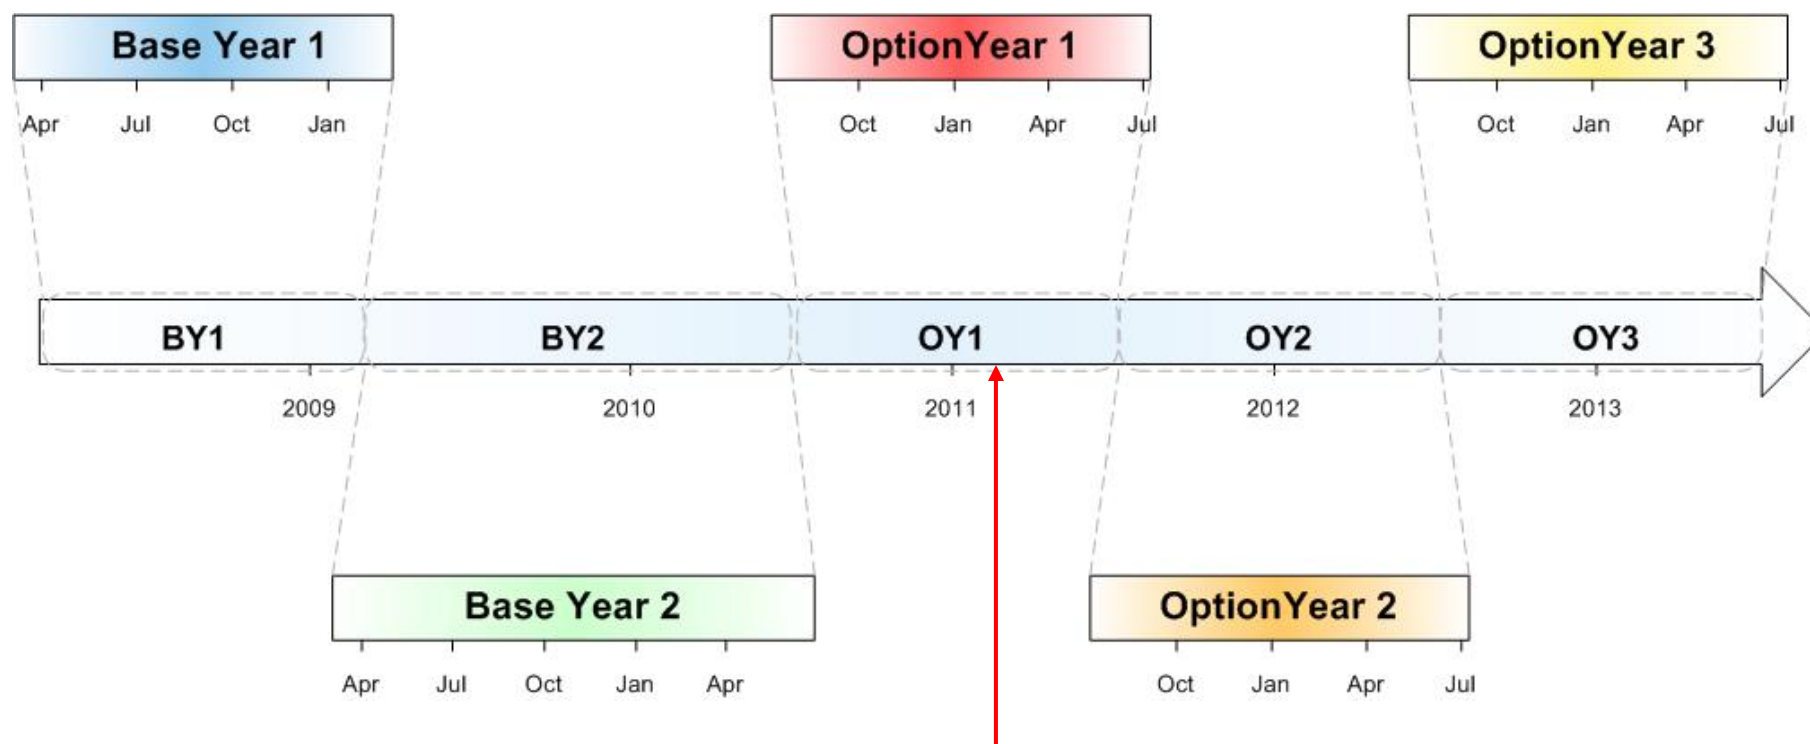 Base Year 1
OptionYear 1
OptionYear 3
Apr Jul Oct Jan
Oct Jan Apr Jul
Oct Jan Apr Jul
BY1 BY2 OY1 OY2 OY3
2009 2010 2011 2012 2013
Base Year 2
OptionYear 2
Apr Jul Oct Jan Apr
Oct Jan Apr Jul